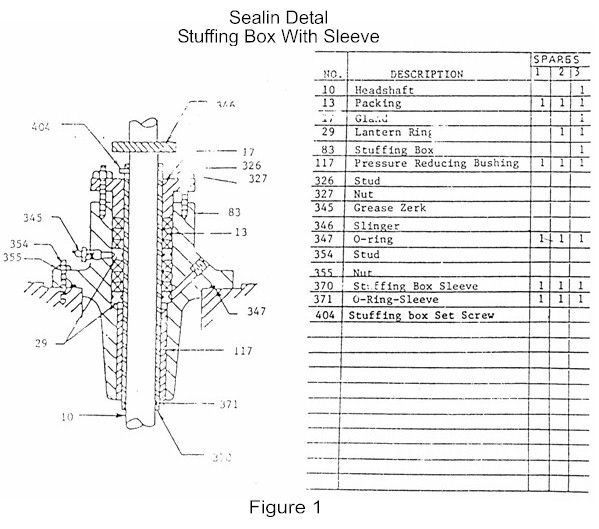 Sealin Detal
Stuffing Box With Sleeve
346
404
17
326
327
345
83
354
13
355
347
29
117
371
10
SPARES
NO. DESCRIPTION 1 2 3
10 Headshaft 1
13 Packing 1 1 1
17 Gland 1
29 Lantern Ring 1 1
83 Stuffing Box 1
117 Pressure Reducing Bushing 1 1 1
326 Stud
327 Nut
345 Grease Zerk
346 Slinger
347 O-ring 1 1 1
354 Stud
355 Nut
370 Stuffing Box Sleeve 1 1 1
371 O-Ring-Sleeve 1 1 1
404 Stuffing box Set Screw
Figure 1